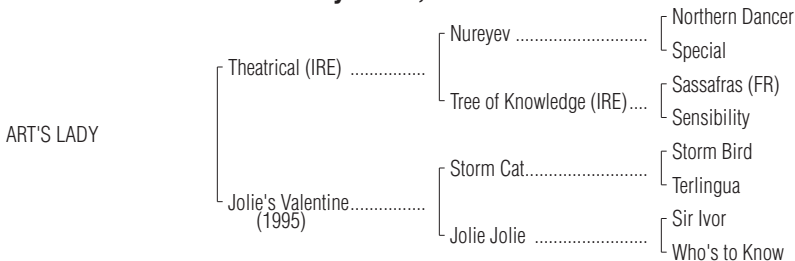 Northern Dancer
Nureyev ..............................
Special
Theatrical (IRE) ................
Sassafras (FR)
Tree of Knowledge (IRE)....
Sensibility
ART'S LADY
Storm Bird
Storm Cat............................
Terlingua
Jolie's Valentine................
(1995)
Sir Ivor
Jolie Jolie ..........................
Who's to Know